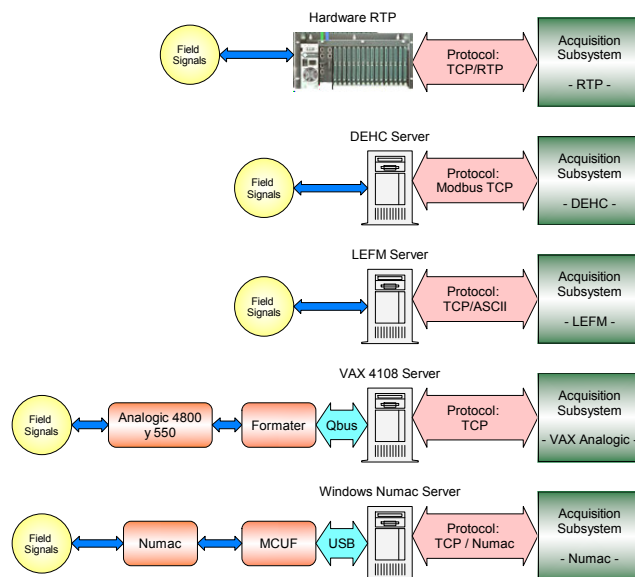 Hardware RTP
Field
Signals
Protocol:
TCP/RTP
Acquisition
Subsystem
- RTP -
DEHC Server
Field
Signals
Protocol:
Modbus TCP
Acquisition
Subsystem
- DEHC -
LEFM Server
Field
Signals
Protocol:
TCP/ASCII
Acquisition
Subsystem
- LEFM -
VAX 4108 Server
Field
Signals
Analogic 4800
y 550
Formater
Qbus
Protocol:
TCP
Acquisition
Subsystem
- VAX Analogic -
Windows Numac Server
Field
Signals
Numac
MCUF
USB
Protocol:
TCP / Numac
Acquisition
Subsystem
- Numac -